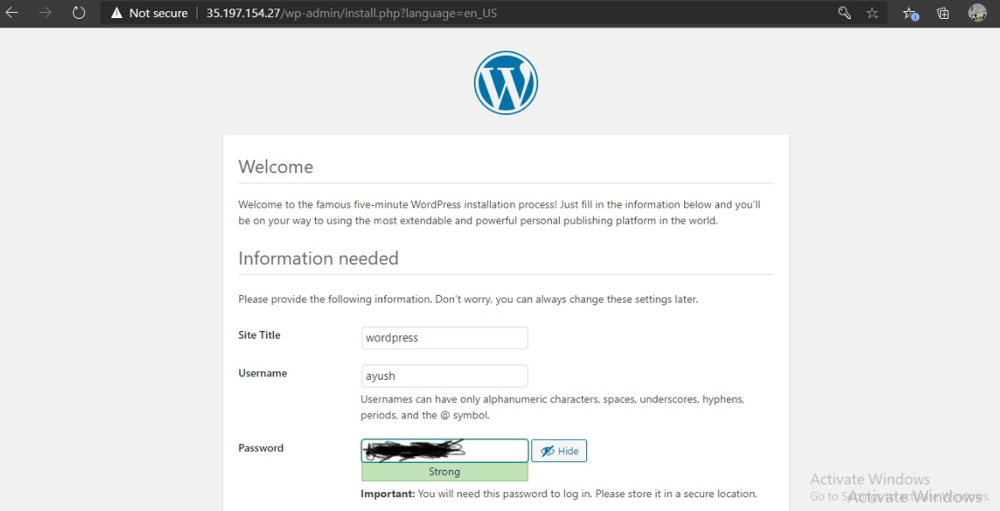 Not secure 35.197.154.27/wp-admin/install.php?language=en_US
Welcome
Welcome to the famous five-minute WordPress installation process! Just fill in the information below and you'll
be on your way to using the most extendable and powerful personal publishing platform in the world.
Information needed
Please provide the following information. Don't worry, you can always change these settings later.
Site Title wordpress
Username ayush
Usernames can have only alphanumeric characters, spaces, underscores, hyphens,
periods, and the @ symbol.
Password Hide
Strong
Important: You will need this password to log in. Please store it in a secure location.
Activate Windows
Go to Settings to activate Windows.
Activate Windows